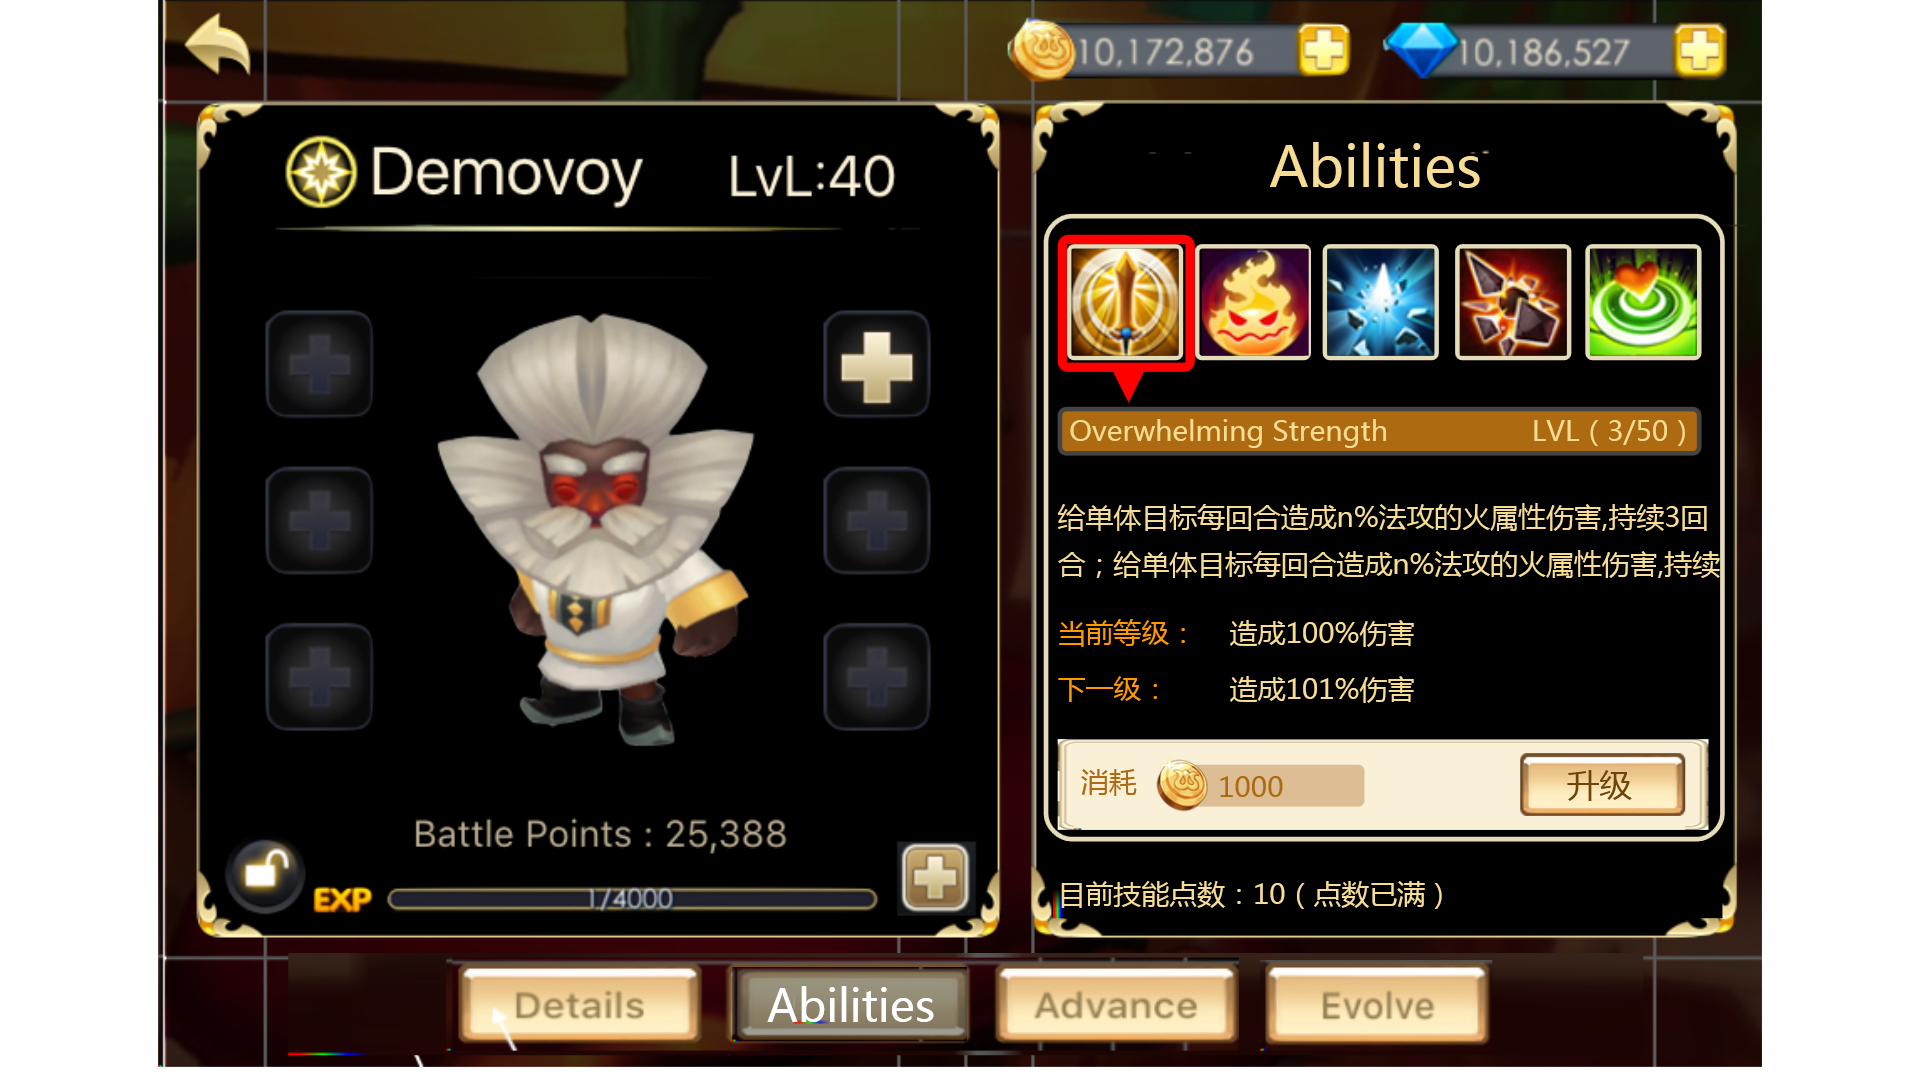 10,172,876
10,186,527
Demovoy LvL:40
Abilities
Overwhelming Strength LVL ( 3/50 )
给单体目标每回合造成n%法攻的火属性伤害,持续3回
合；给单体目标每回合造成n%法攻的火属性伤害,持续
当前等级： 造成100%伤害
下一级： 造成101%伤害
消耗 1000 升级
Battle Points : 25,388
EXP 1/4000
目前技能点数：10（点数已满）
Details Abilities Advance Evolve